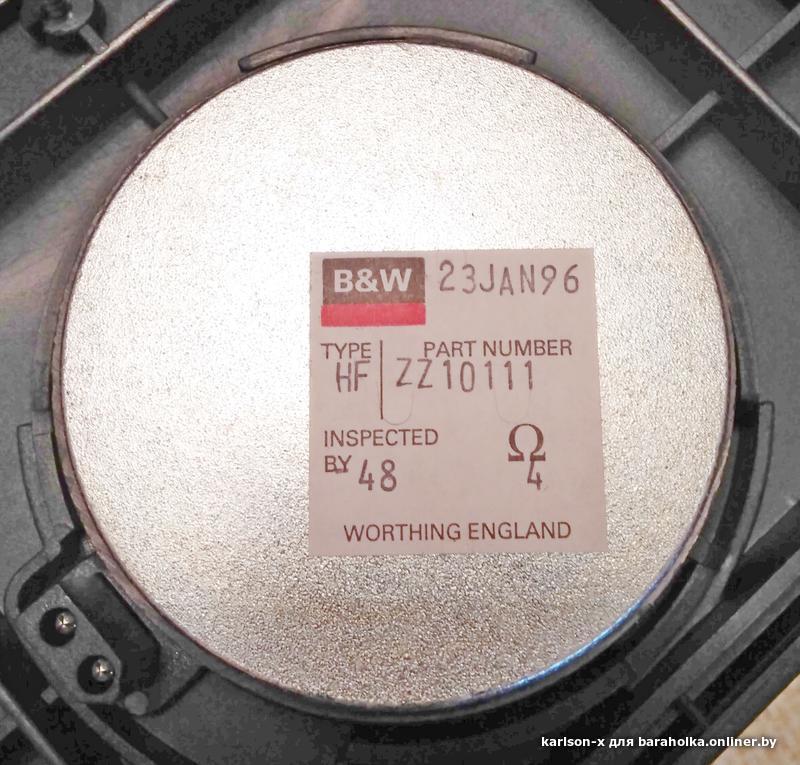 B&W 23JAN96
TYPE PART NUMBER
HF ZZ10111
INSPECTED Ω
BY 48 4
WORTHING ENGLAND
karlson-x для baraholka.onliner.by